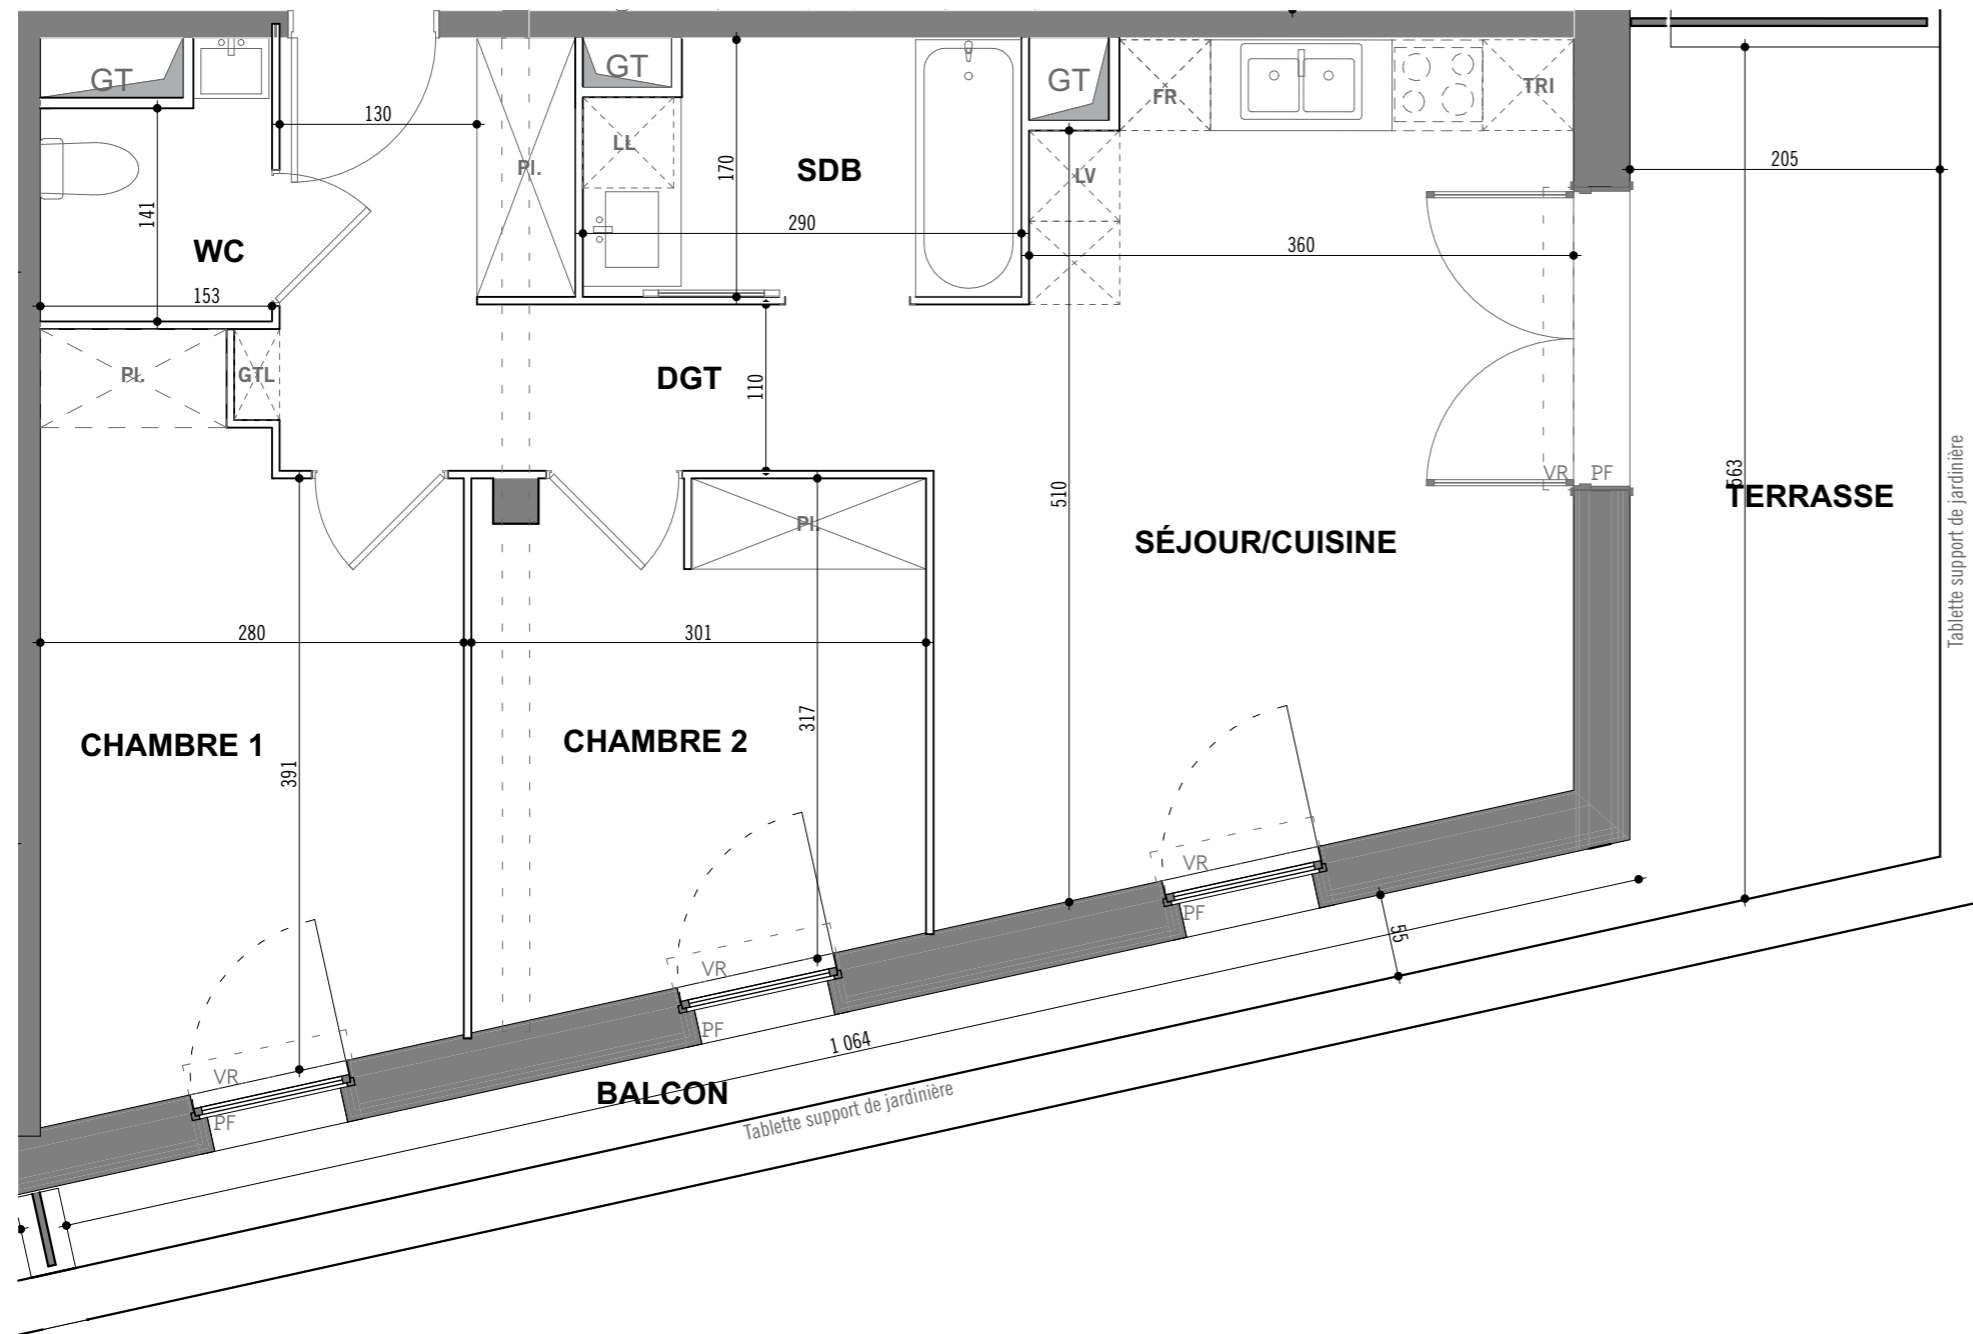 GT
GT
GT
FR
TRI
130
LL
Pl.
170
SDB
LV
205
141
WC
290
360
153
Pl.
GTL
DGT
110
Tablette support de jardinière
VR
PF
563
TERRASSE
510
Pl.
SÉJOUR/CUISINE
280
301
CHAMBRE 1
391
CHAMBRE 2
317
VR
PF
55
VR
PF
1 064
VR
PF
BALCON
Tablette support de jardinière